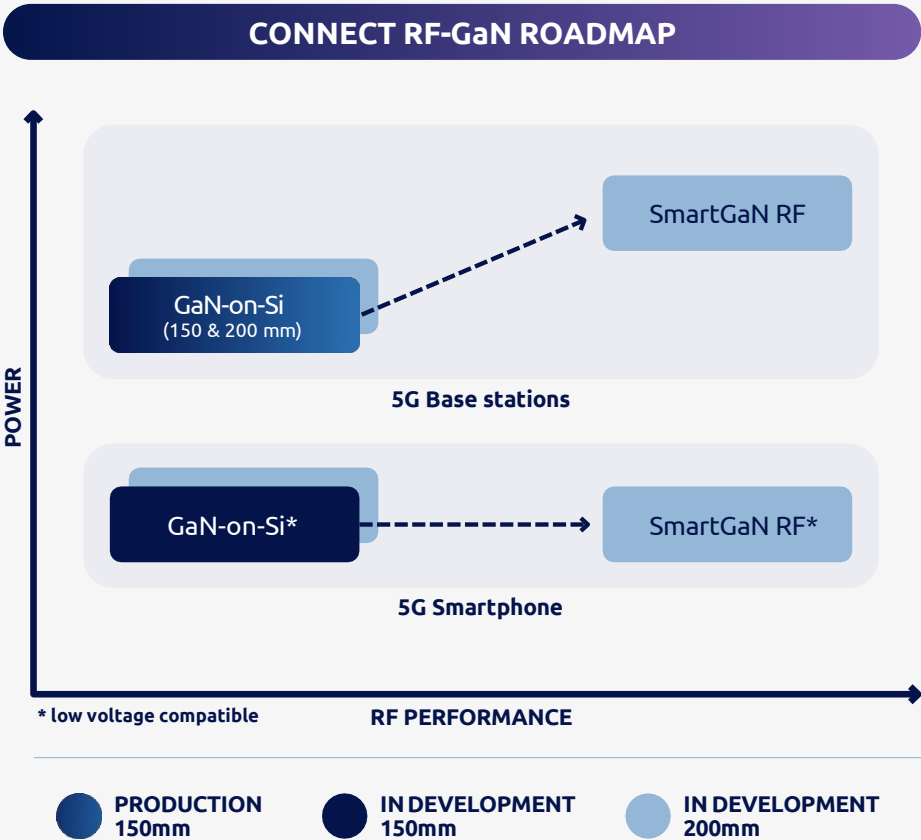 CONNECT RF-GaN ROADMAP
SmartGaN RF
GaN-on-Si
(150 & 200 mm)
5G Base stations
POWER
GaN-on-Si*
SmartGaN RF*
5G Smartphone
* low voltage compatible
RF PERFORMANCE
PRODUCTION
150mm
IN DEVELOPMENT
150mm
IN DEVELOPMENT
200mm